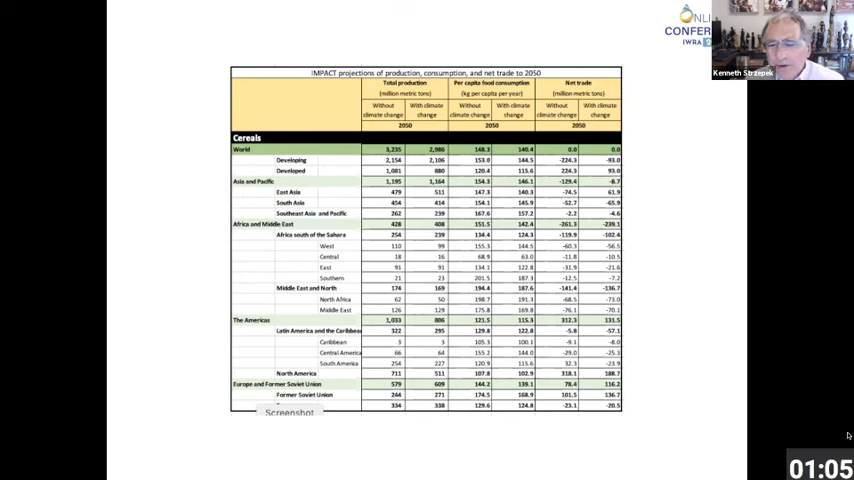 ONLI
CONFER
IWRA
Kenneth Strzepek
IMPACT projections of production, consumption, and net trade to 2050
Total production Per capita food consumption Net trade
(million metric tons) (kg per capita per year) (million metric tons)
Without climate change With climate change Without climate change With climate change Without climate change With climate change
2050 2050 2050
Cereals
World 3,235 2,986 148.3 140.4 0.0 0.0
Developing 2,154 2,106 153.0 144.5 -224.3 -93.0
Developed 1,081 880 120.4 115.6 224.3 93.0
Asia and Pacific 1,195 1,164 154.3 146.1 -129.4 -8.7
East Asia 479 511 147.3 140.3 -74.5 61.9
South Asia 454 414 154.1 145.9 -52.7 -65.9
Southeast Asia and Pacific 262 239 167.6 157.2 -2.2 -4.6
Africa and Middle East 428 408 151.5 142.4 -261.3 -239.1
Africa south of the Sahara 254 239 134.4 124.3 -119.9 -102.4
West 110 99 155.3 144.5 -60.3 -56.5
Central 18 16 68.9 63.0 -11.8 -10.5
East 91 91 134.1 122.8 -31.9 -21.6
Southern 21 23 201.5 187.3 -12.5 -7.2
Middle East and North 174 169 194.4 187.6 -141.4 -136.7
North Africa 62 50 198.7 191.3 -68.5 -73.0
Middle East 126 129 175.8 169.8 -76.1 -70.1
The Americas 1,033 806 121.5 115.3 312.3 131.5
Latin America and the Caribbean 322 295 129.8 122.8 -5.8 -57.1
Caribbean 3 3 105.3 100.1 -9.1 -8.0
Central America 66 64 155.2 144.0 -29.0 -25.3
South America 254 227 120.9 115.6 32.3 -23.9
North America 711 511 107.8 102.9 318.1 188.7
Europe and Former Soviet Union 579 609 144.2 139.1 78.4 116.2
Former Soviet Union 244 271 174.5 168.9 101.5 136.7
334 338 129.6 124.8 -23.1 -20.5
Screenshot
01:05